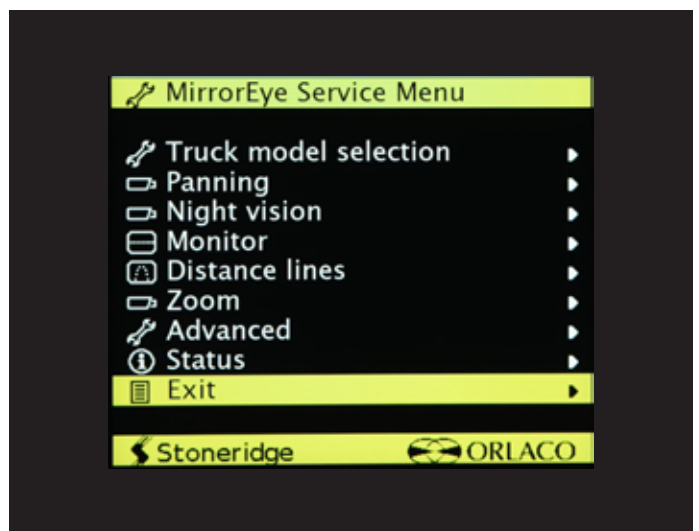 MirrorEye Service Menu
Truck model selection
Panning
Night vision
Monitor
Distance lines
Zoom
Advanced
Status
Exit
Stoneridge ORLACO